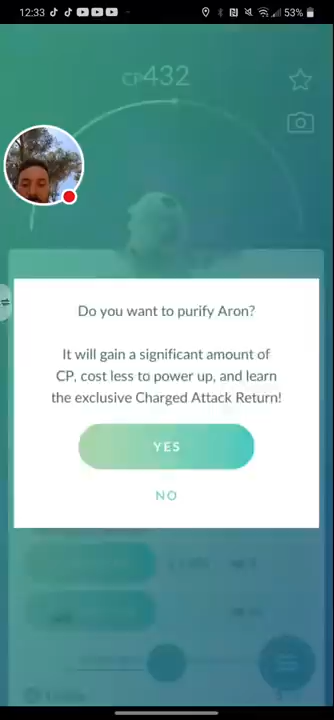 12:33
53%
CP432
Do you want to purify Aron?
It will gain a significant amount of
CP, cost less to power up, and learn
the exclusive Charged Attack Return!
YES
NO